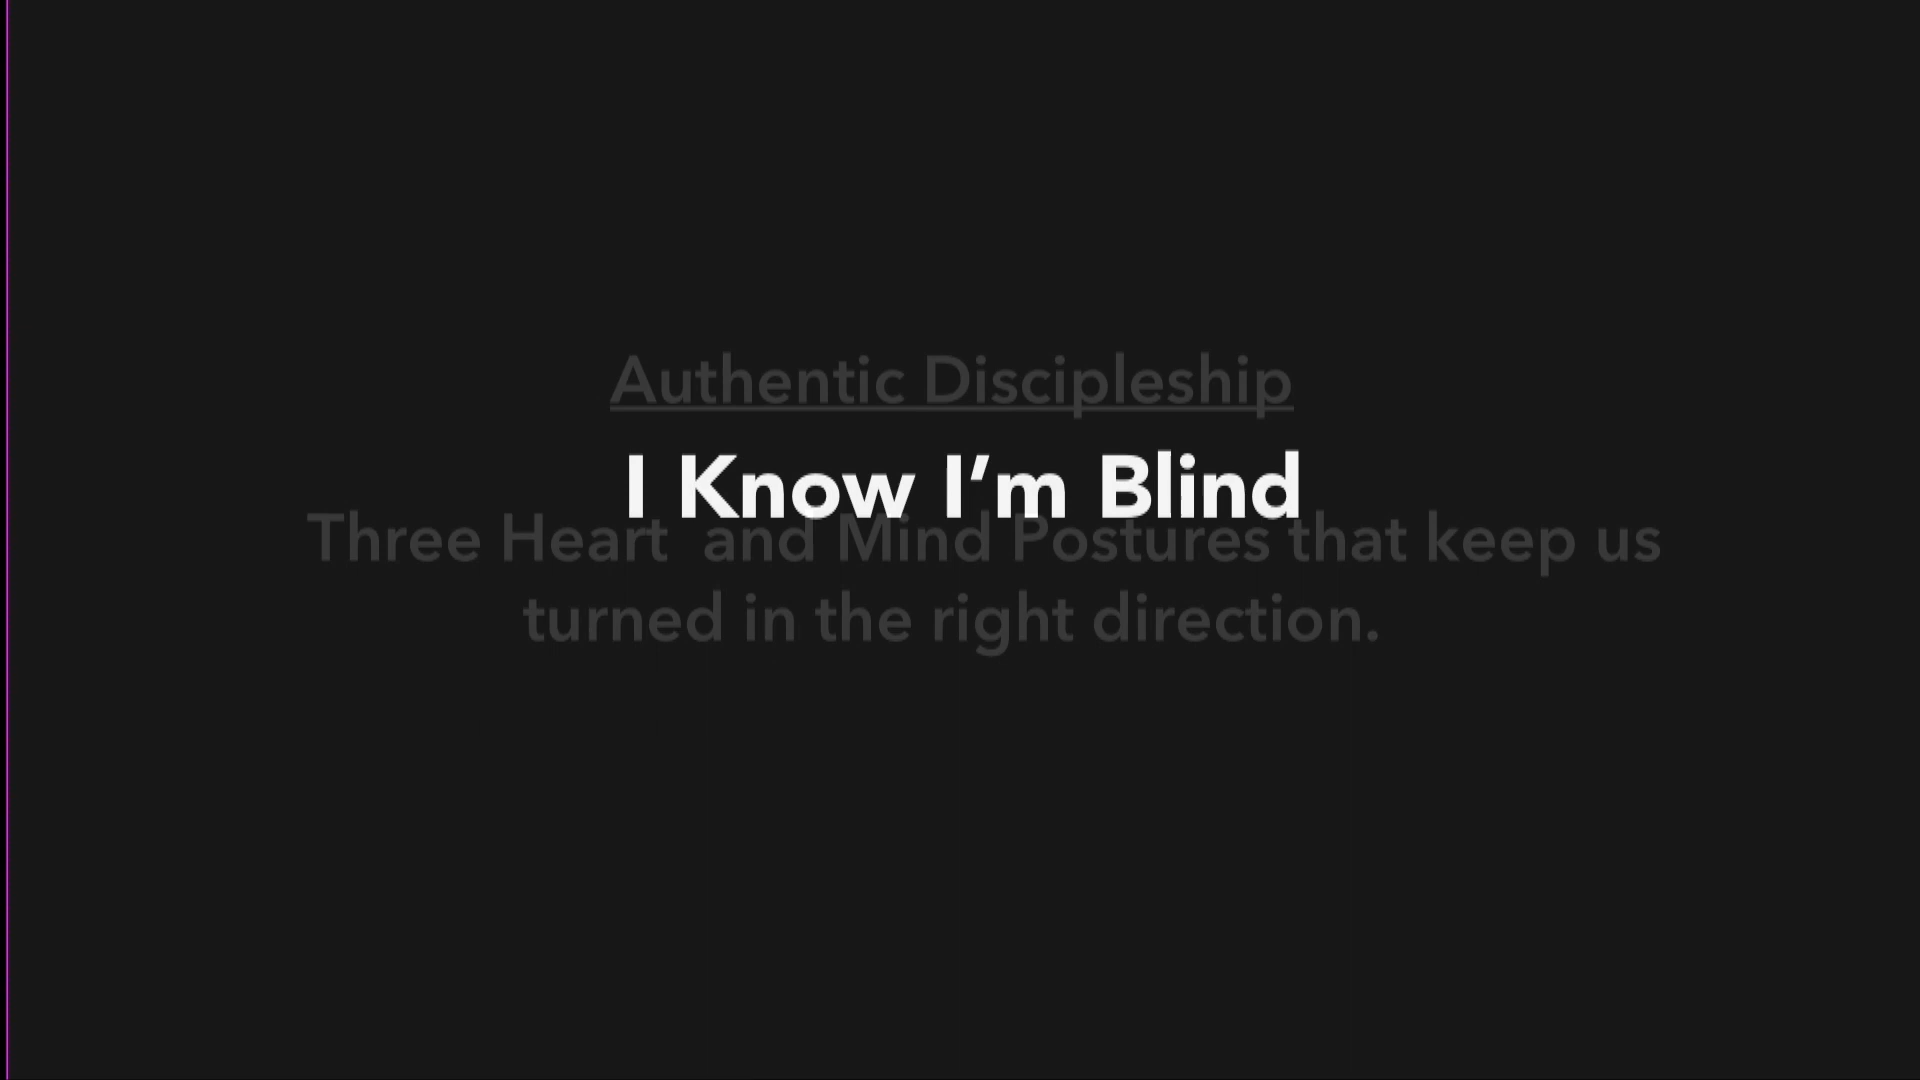 Authentic Discipleship
I Know I’m Blind
Three Heart  and Mind Postures that keep us
turned in the right direction.